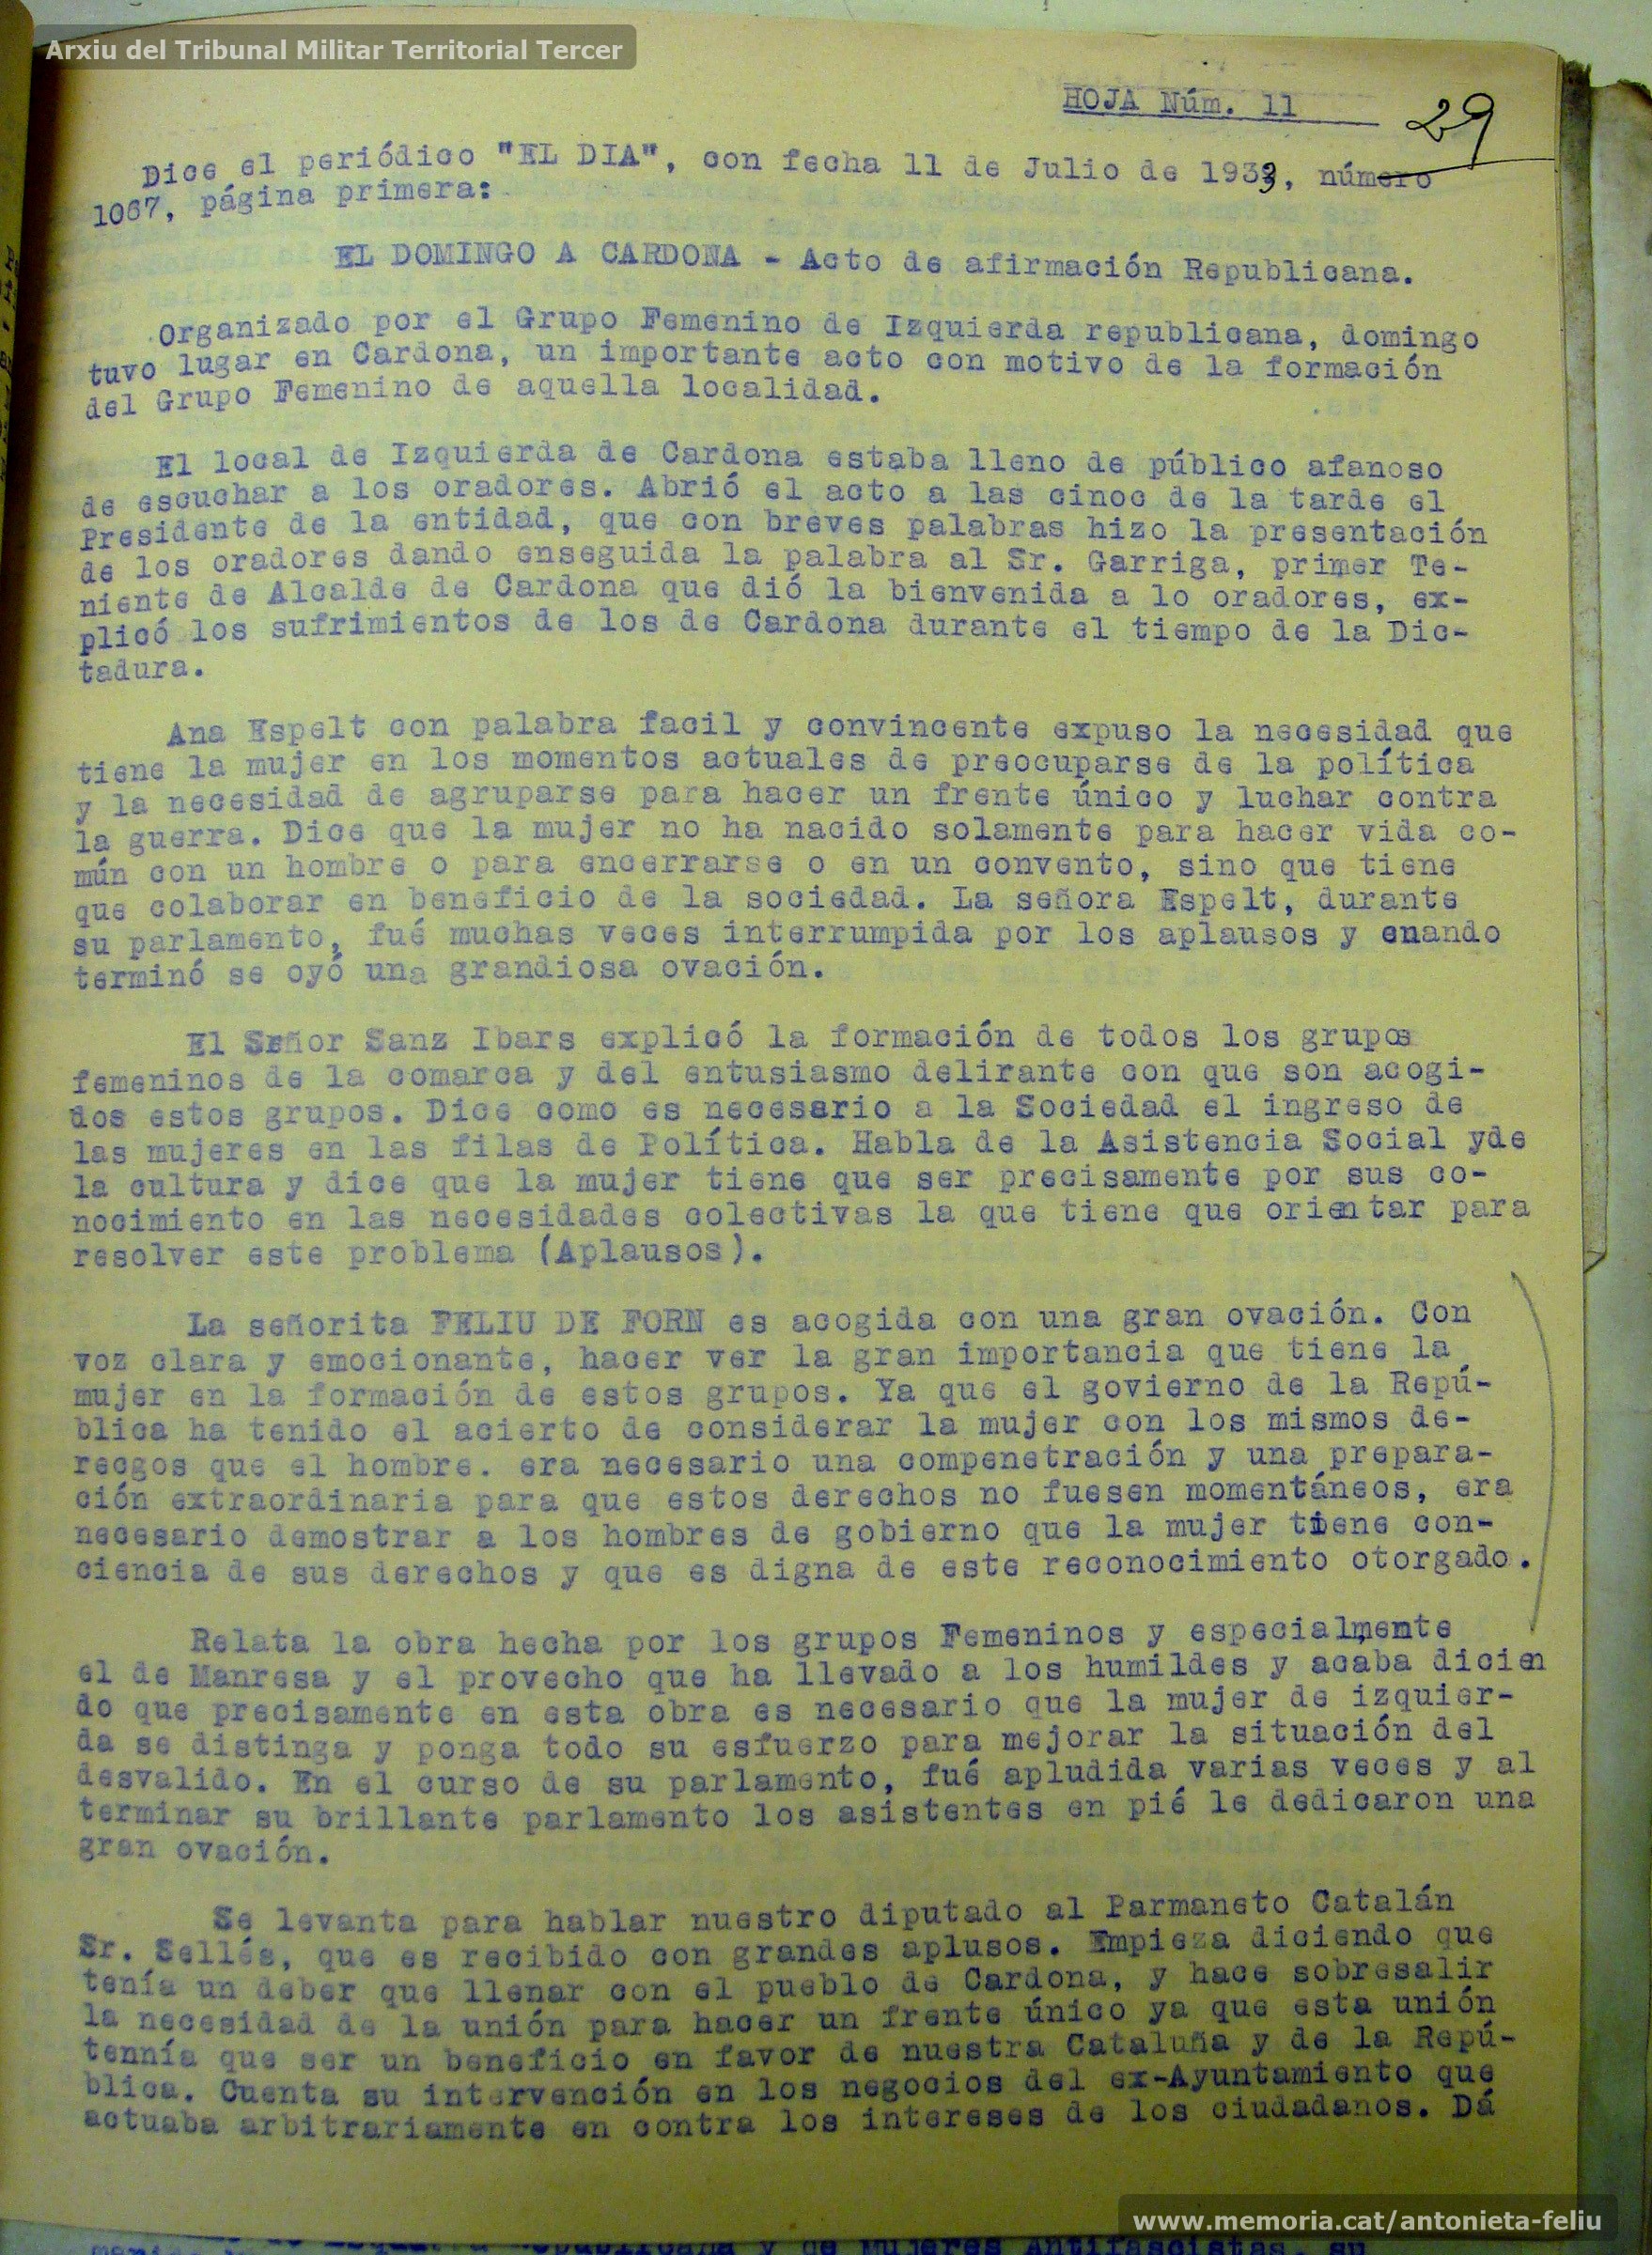 Arxiu del Tribunal Militar Territorial Tercer
HOJA Núm. 11
29
Dice el periódico "EL DIA", con fecha 11 de Julio de 1933, número
1067, página primera:
EL DOMINGO A CARDONA - Acto de afirmación Republicana.
Organizado por el Grupo Femenino de Izquierda republicana, domingo
tuvo lugar en Cardona, un importante acto con motivo de la formación
del Grupo Femenino de aquella localidad.
El local de Izquierda de Cardona estaba lleno de público afanoso
de escuchar a los oradores. Abrió el acto a las cinoc de la tarde el
Presidente de la entidad, que con breves palabras hizo la presentación
de los oradores dando enseguida la palabra al Sr. Garriga, primer Te-
niente de Alcalde de Cardona que dió la bienvenida a lo oradores, ex-
plicó los sufrimientos de los de Cardona durante el tiempo de la Dic-
tadura.
Ana Espelt con palabra facil y convincente expuso la necesidad que
tiene la mujer en los momentos actuales de preocuparse de la política
y la necesidad de agruparse para hacer un frente único y luchar contra
la guerra. Dice que la mujer no ha nacido solamente para hacer vida co-
mún con un hombre o para encerrarse o en un convento, sino que tiene
que colaborar en beneficio de la sociedad. La señora Espelt, durante
su parlamento, fué muchas veces interrumpida por los aplausos y cuando
terminó se oyó una grandiosa ovación.
El Señor Sanz Ibars explicó la formación de todos los grupos
femeninos de la comarca y del entusiasmo delirante con que son acogi-
dos estos grupos. Dice como es necesario a la Sociedad el ingreso de
las mujeres en las filas de Política. Habla de la Asistencia Social yde
la cultura y dice que la mujer tiene que ser precisamente por sus co-
nocimiento en las necesidades colectivas la que tiene que orientar para
resolver este problema (Aplausos).
La señorita FELIU DE FORN es acogida con una gran ovación. Con
voz clara y emocionante, hacer ver la gran importancia que tiene la
mujer en la formación de estos grupos. Ya que el govierno de la Repú-
blica ha tenido el acierto de considerar la mujer con los mismos de-
recgos que el hombre. era necesario una compenetración y una prepara-
ción extraordinaria para que estos derechos no fuesen momentáneos, era
necesario demostrar a los hombres de gobierno que la mujer tiene con-
ciencia de sus derechos y que es digna de este reconocimiento otorgado.
Relata la obra hecha por los grupos Femeninos y especialmente
el de Manresa y el provecho que ha llevado a los humildes y acaba dicien
do que precisamente en esta obra es necesario que la mujer de izquier-
da se distinga y ponga todo su esfuerzo para mejorar la situación del
desvalido. En el curso de su parlamento, fué apludida varias veces y al
terminar su brillante parlamento los asistentes en pié le dedicaron una
gran ovación.
Se levanta para hablar nuestro diputado al Parmaneto Catalán
Sr. Sellés, que es recibido con grandes aplusos. Empieza diciendo que
tenía un deber que llenar con el pueblo de Cardona, y hace sobresalir
la necesidad de la unión para hacer un frente único ya que esta unión
tennía que ser un beneficio en favor de nuestra Cataluña y de la Repú-
blica. Cuenta su intervención en los negocios del ex-Ayuntamiento que
actuaba arbitrariamente en contra los intereses de los ciudadanos. Dá
www.memoria.cat/antonieta-feliu
y de Mujeres Antifascistas, su